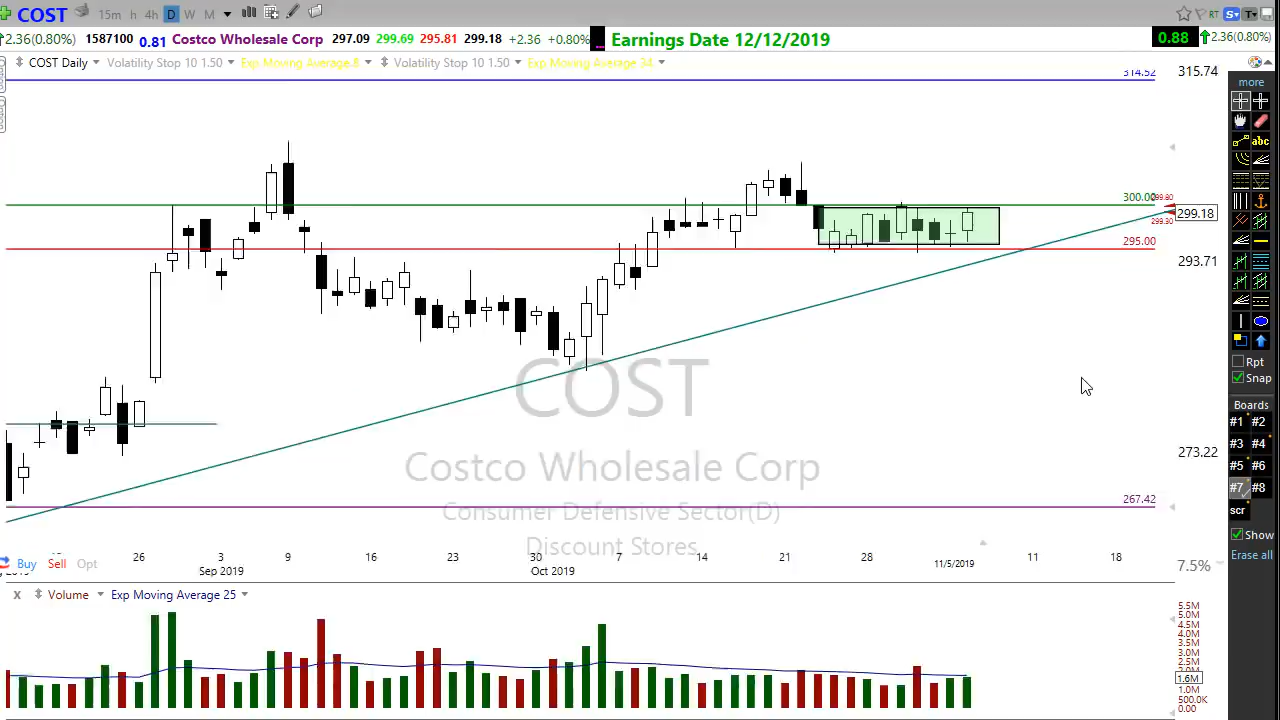 COST 15m h 4h D W M RT S T
2.36(0.80%) 1587100 0.81 Costco Wholesale Corp 297.09 299.69 295.81 299.18 +2.36 +0.80% Earnings Date 12/12/2019 0.88 2.36(0.80%)
COST Daily Volatility Stop 10 1.50 Exp Moving Average 8 Volatility Stop 10 1.50 Exp Moving Average 34
Option
Option
314.52
315.74
300.00
299.80
299.18
299.30
295.00
293.71
273.22
267.42
COST
Costco Wholesale Corp
Consumer Defensive Sector(D)
Discount Stores
26 3 9 16 23 30 7 14 21 28 11 18
Sep 2019 Oct 2019 11/5/2019
Buy Sell Opt
7.5%
X Volume Exp Moving Average 25
5.5M
5.0M
4.5M
4.0M
3.5M
3.0M
2.5M
1.6M
1.0M
500.0K
0.00
more
abc
Rpt
Snap
Boards
#1 #2
#3 #4
#5 #6
#7 #8
scr
Show
Erase all